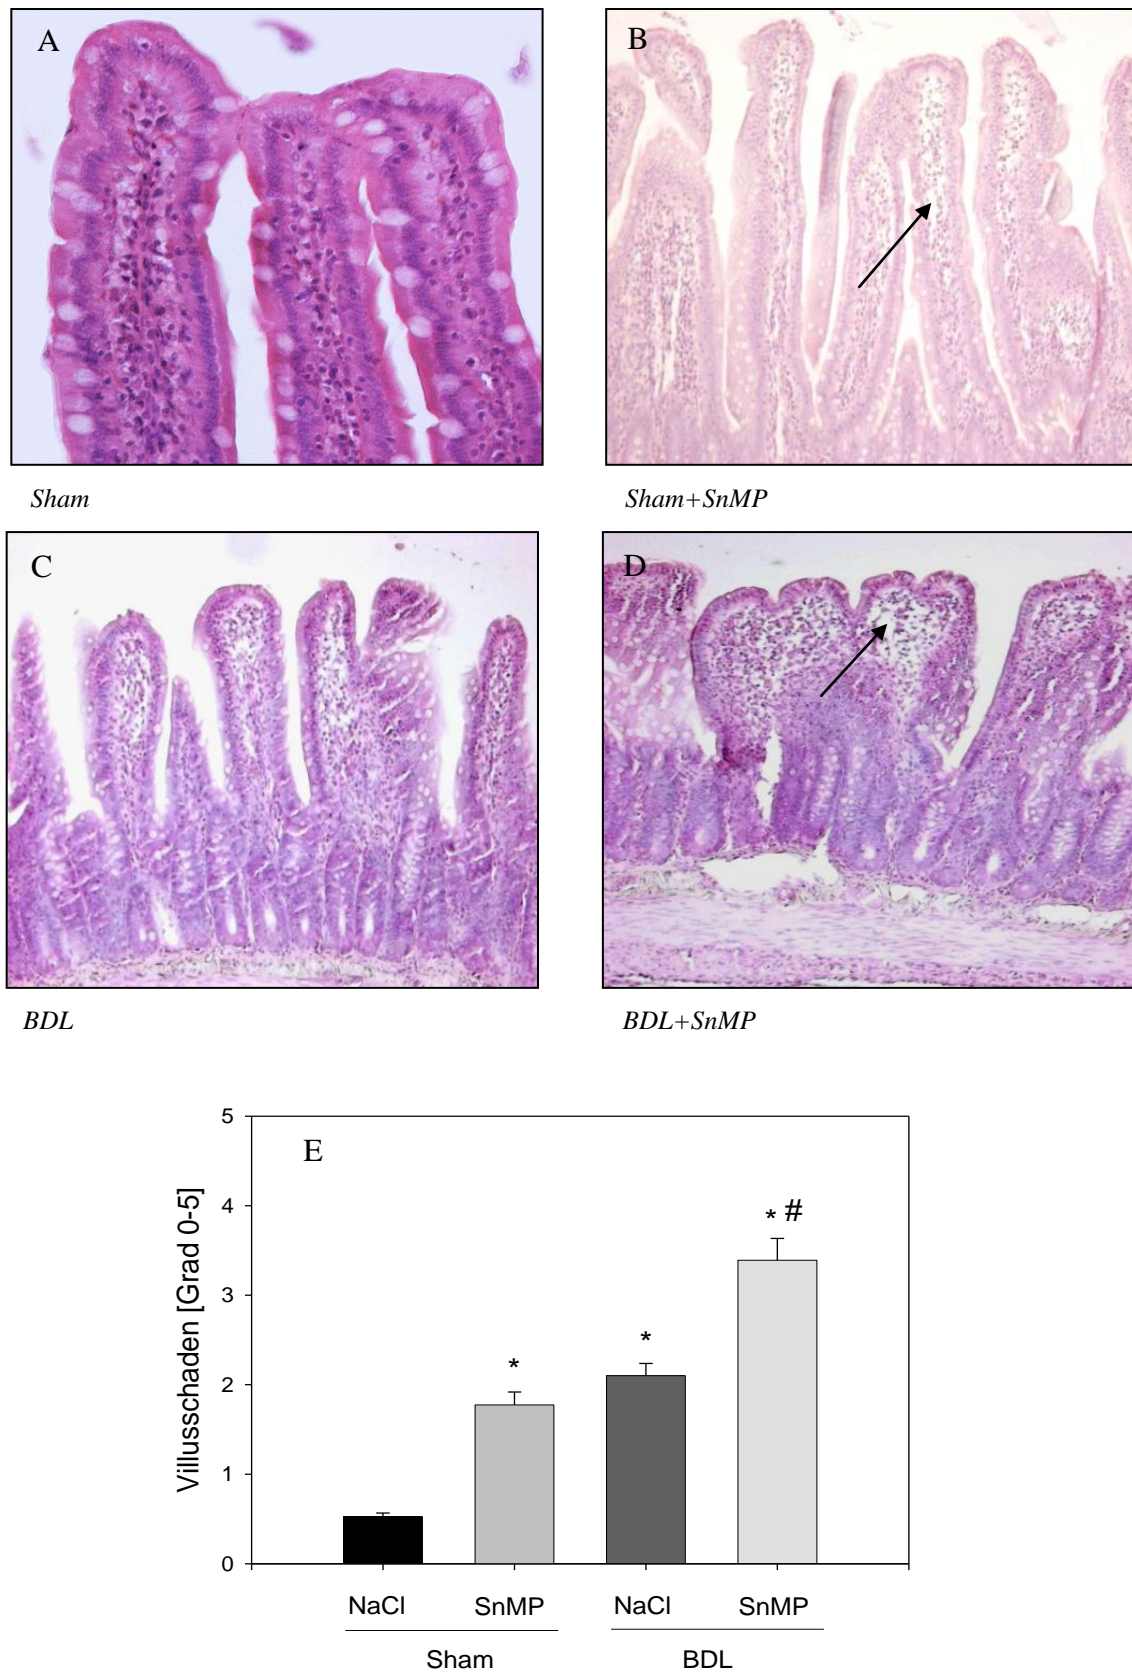 A
B
Sham
Sham+SnMP
C
D
BDL
BDL+SnMP
E
Villusschaden [Grad 0-5]
5
4
3
2
1
0
*
*
* #
NaCl SnMP NaCl SnMP
Sham BDL